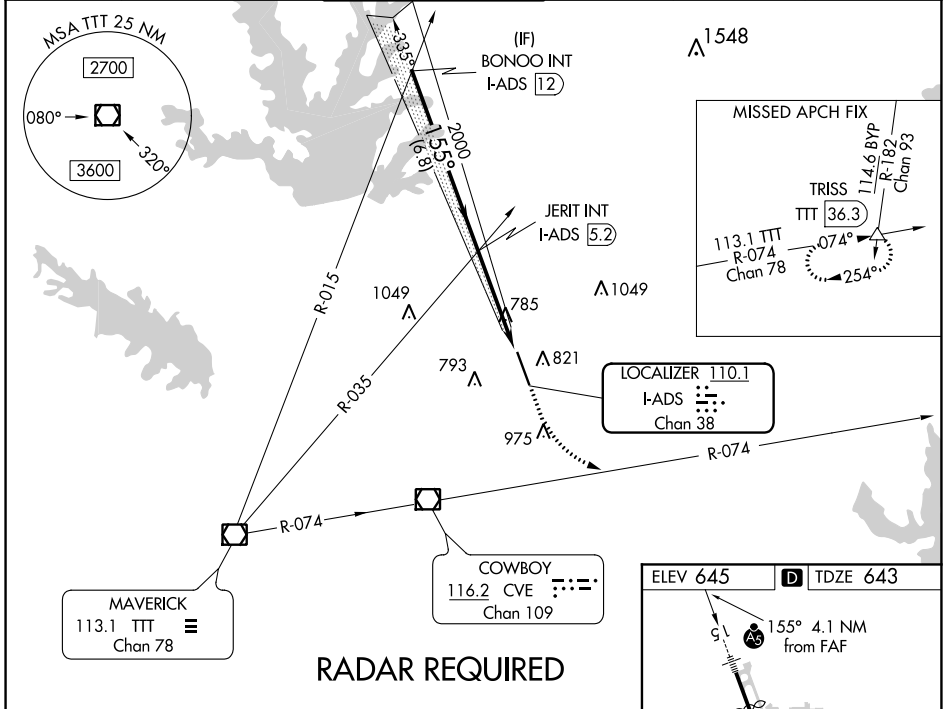 MSA TTT 25 NM
2700
080°
320°
3600
335°
(IF)
BONOO INT
I-ADS 12
1548
2000
155°
(6.8)
JERIT INT
I-ADS 5.2
MISSED APCH FIX
114.6 BYP
R-182
Chan 93
TRISS
TTT 36.3
113.1 TTT
R-074
Chan 78
074°
254°
R-015
1049
785
1049
R-035
793
821
LOCALIZER 110.1
I-ADS
Chan 38
975
R-074
R-074
MAVERICK
113.1 TTT
Chan 78
COWBOY
116.2 CVE
Chan 109
RADAR REQUIRED
ELEV 645
D
TDZE 643
15
A5
155° 4.1 NM
from FAF